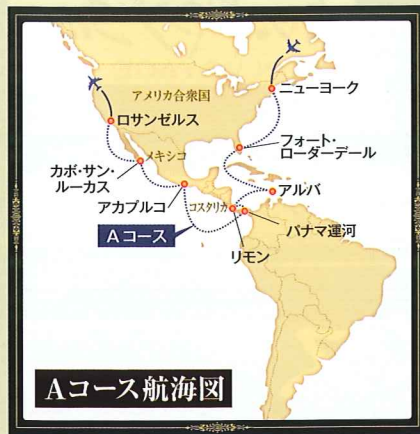 ニューヨーク
アメリカ合衆国
ロサンゼルス
フォート・
ローダーデール
メキシコ
カボ・サン・
ルーカス
アルバ
アカプルコ
コスタリカ
Aコース
パナマ運河
リモン
Aコース航海図